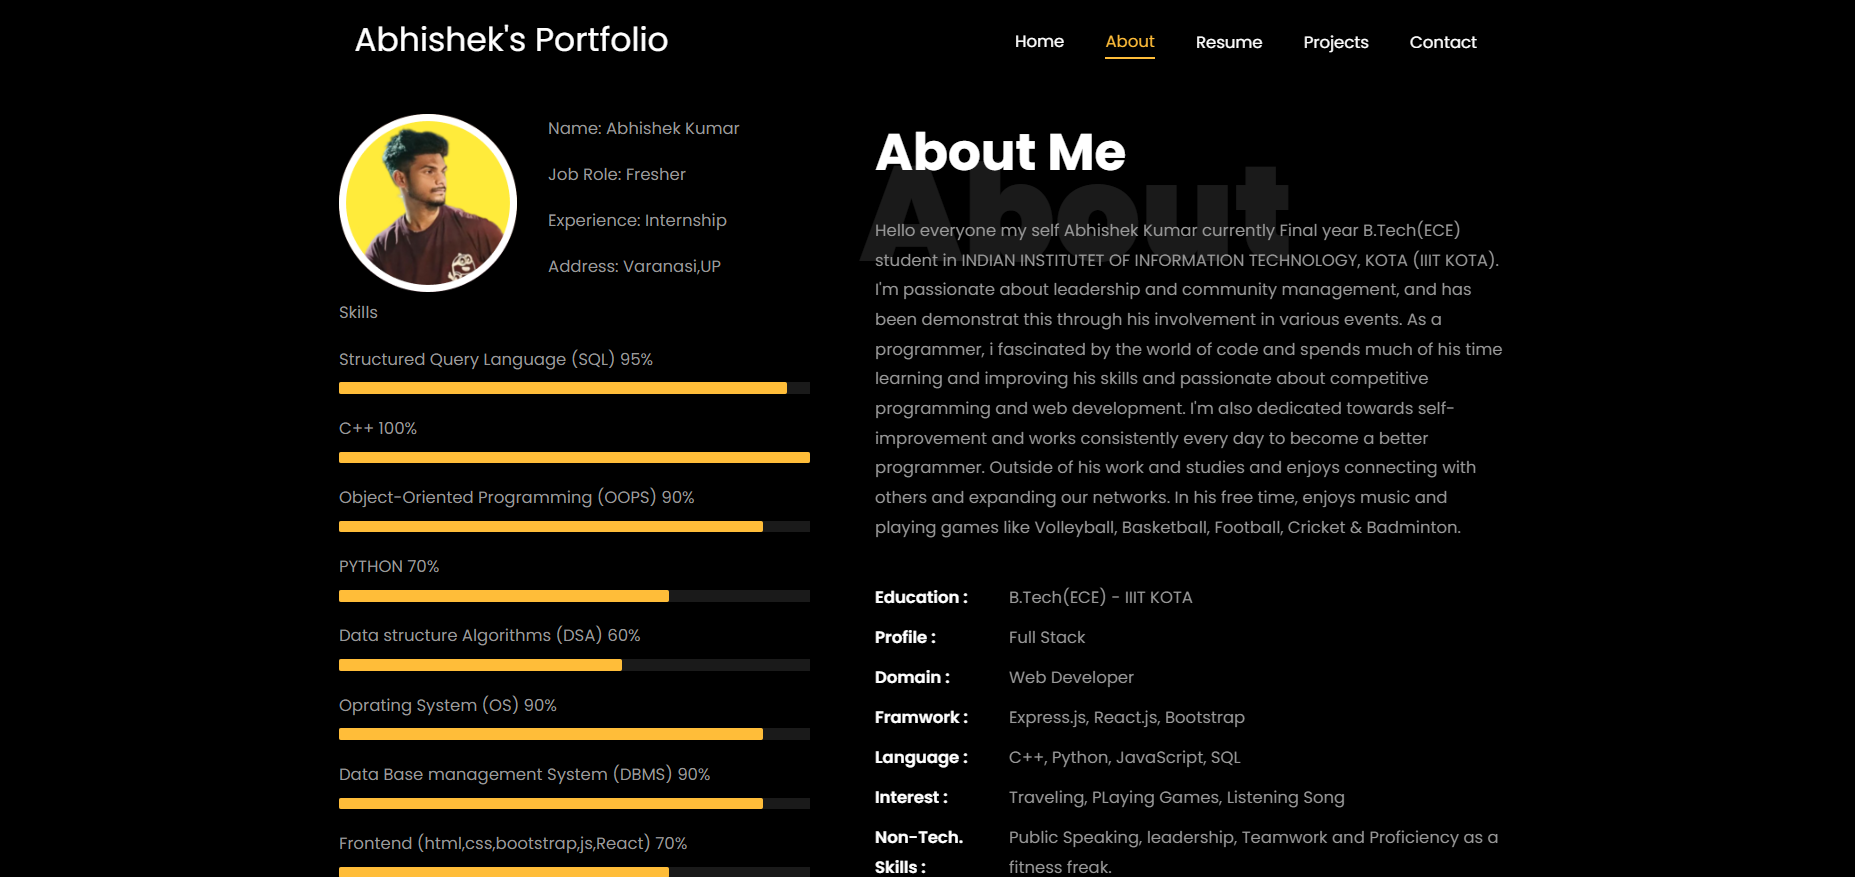 Abhishek's Portfolio
Home About Resume Projects Contact
Name: Abhishek Kumar
Job Role: Fresher
Experience: Internship
Address: Varanasi,UP
Skills
Structured Query Language (SQL) 95%
C++ 100%
Object-Oriented Programming (OOPS) 90%
PYTHON 70%
Data structure Algorithms (DSA) 60%
Oprating System (OS) 90%
Data Base management System (DBMS) 90%
Frontend (html,css,bootstrap,js,React) 70%
About Me
About
Hello everyone my self Abhishek Kumar currently Final year B.Tech(ECE)
student in INDIAN INSTITUTET OF INFORMATION TECHNOLOGY, KOTA (IIIT KOTA).
I'm passionate about leadership and community management, and has
been demonstrat this through his involvement in various events. As a
programmer, i fascinated by the world of code and spends much of his time
learning and improving his skills and passionate about competitive
programming and web development. I'm also dedicated towards self-
improvement and works consistently every day to become a better
programmer. Outside of his work and studies and enjoys connecting with
others and expanding our networks. In his free time, enjoys music and
playing games like Volleyball, Basketball, Football, Cricket & Badminton.
Education : B.Tech(ECE) - IIIT KOTA
Profile : Full Stack
Domain : Web Developer
Framwork : Express.js, React.js, Bootstrap
Language : C++, Python, JavaScript, SQL
Interest : Traveling, PLaying Games, Listening Song
Non-Tech. Public Speaking, leadership, Teamwork and Proficiency as a
Skills : fitness freak.